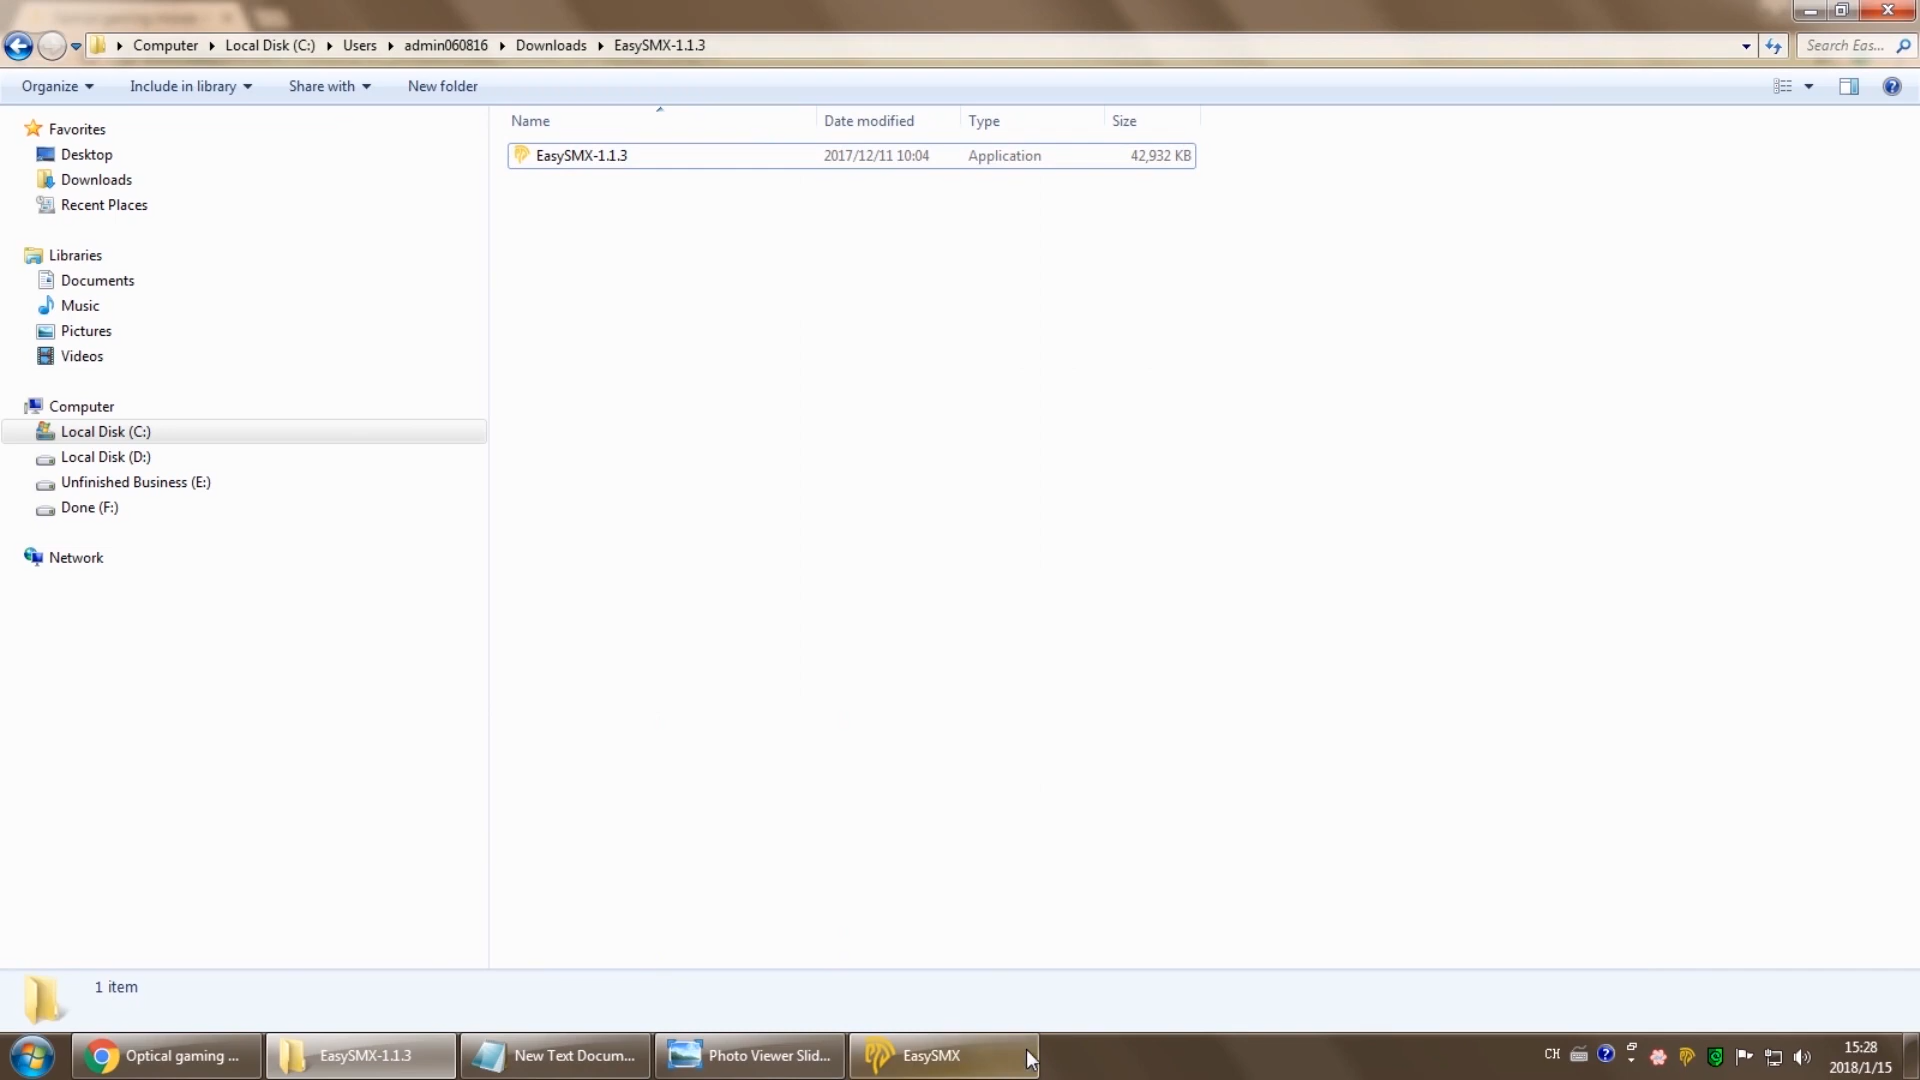 Computer Local Disk (C:) Users admin060816 Downloads EasySMX-1.1.3
Search Eas...
Organize Include in library Share with New folder
Favorites
Desktop
Downloads
Recent Places
Libraries
Documents
Music
Pictures
Videos
Computer
Local Disk (C:)
Local Disk (D:)
Unfinished Business (E:)
Done (F:)
Network
Name Date modified Type Size
EasySMX-1.1.3 2017/12/11 10:04 Application 42,932 KB
1 item
Optical gaming ... EasySMX-1.1.3 New Text Docum... Photo Viewer Slid... EasySMX
CH
15:28
2018/1/15